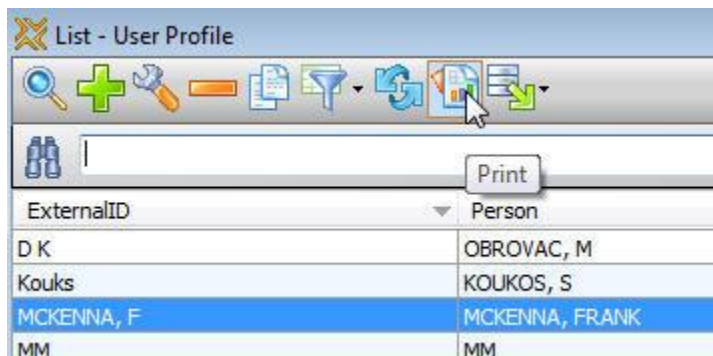 List - User Profile
Print
ExternalID Person
D K OBROVAC, M
Kouks KOUKOS, S
MCKENNA, F MCKENNA, FRANK
MM MM